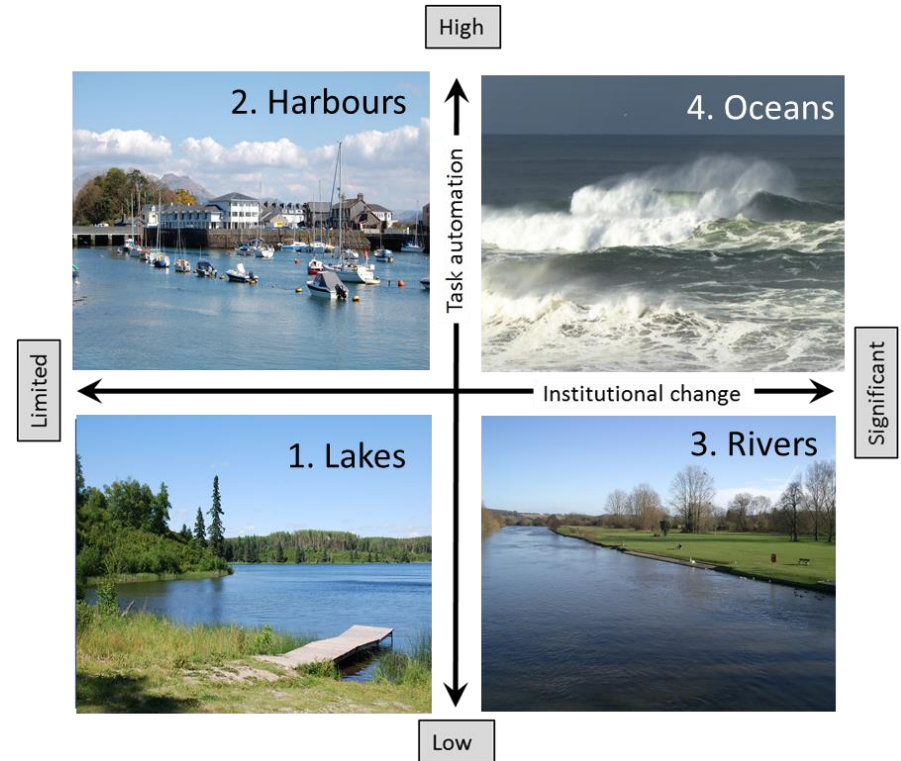 High
2. Harbours
4. Oceans
Task automation
Limited
Institutional change
Significant
1. Lakes
3. Rivers
Low